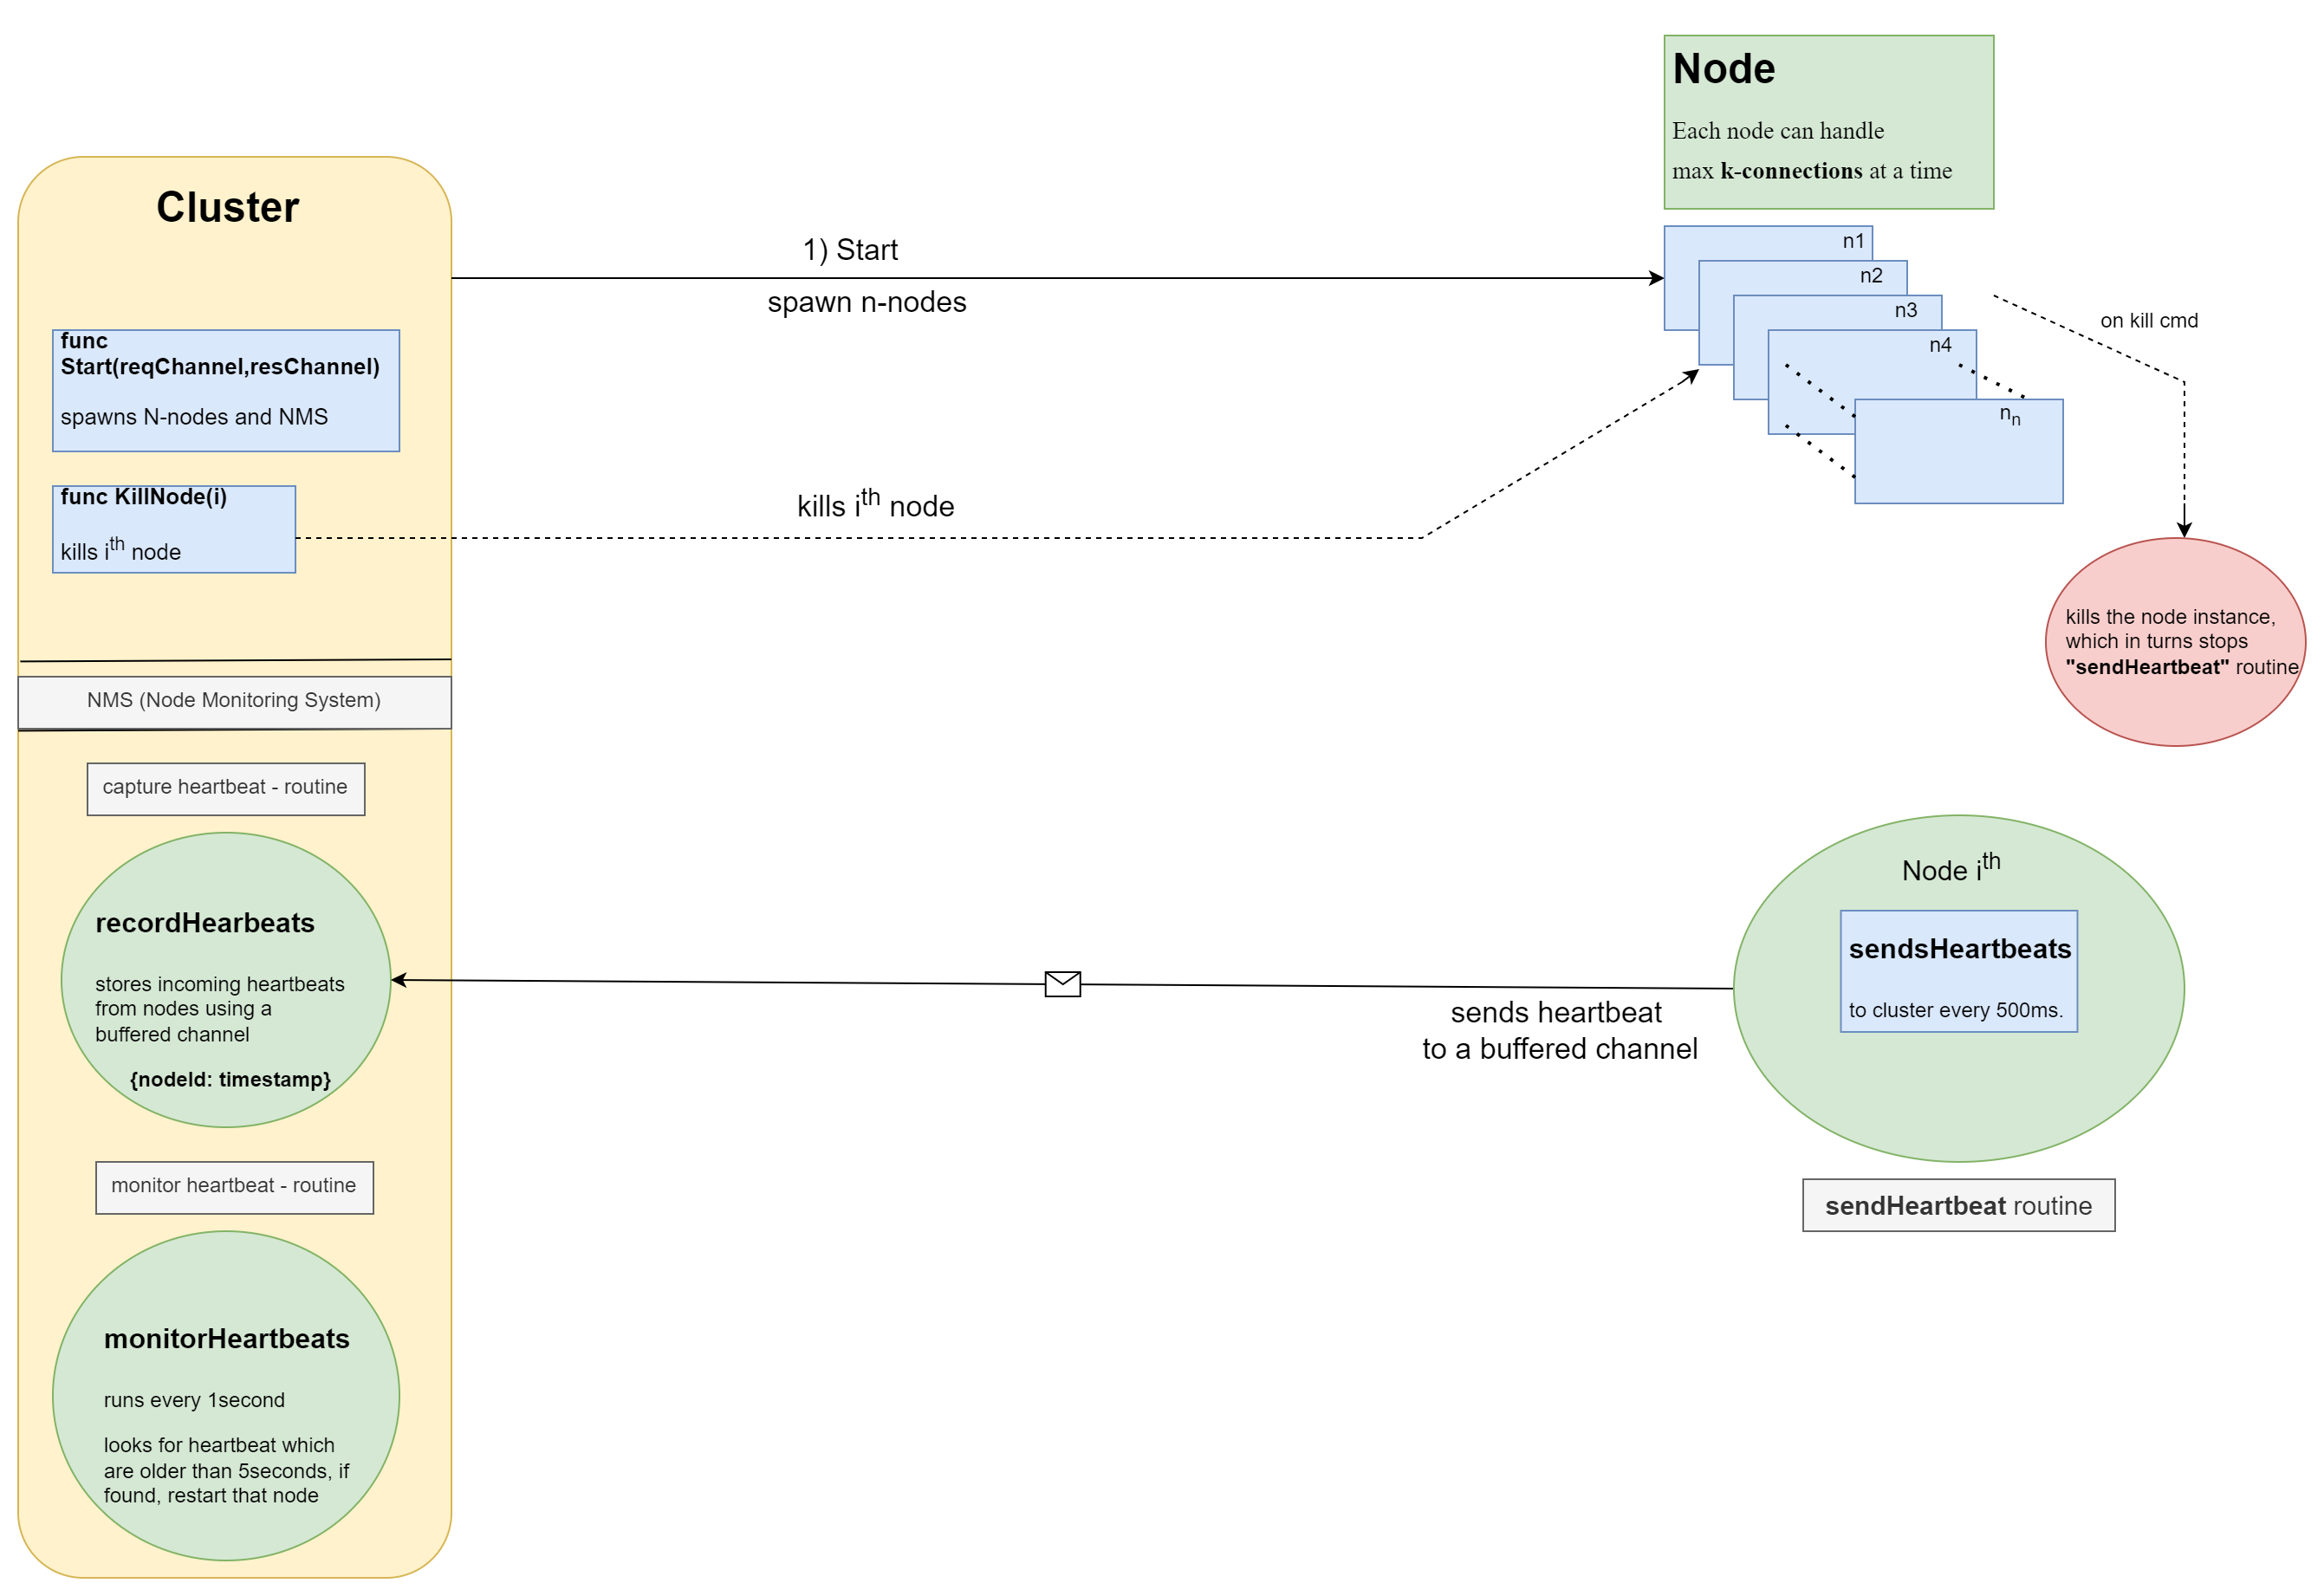 Node
Each node can handle
max k-connections at a time
Cluster
1) Start
spawn n-nodes
n1
n2
n3
n4
nn
on kill cmd
func
Start(reqChannel,resChannel)
spawns N-nodes and NMS
func KillNode(i)
kills ith node
kills ith node
kills the node instance,
which in turns stops
"sendHeartbeat" routine
NMS (Node Monitoring System)
capture heartbeat - routine
recordHearbeats
stores incoming heartbeats
from nodes using a
buffered channel
{nodeId: timestamp}
sends heartbeat
to a buffered channel
Node ith
sendsHeartbeats
to cluster every 500ms.
sendHeartbeat routine
monitor heartbeat - routine
monitorHeartbeats
runs every 1second
looks for heartbeat which
are older than 5seconds, if
found, restart that node